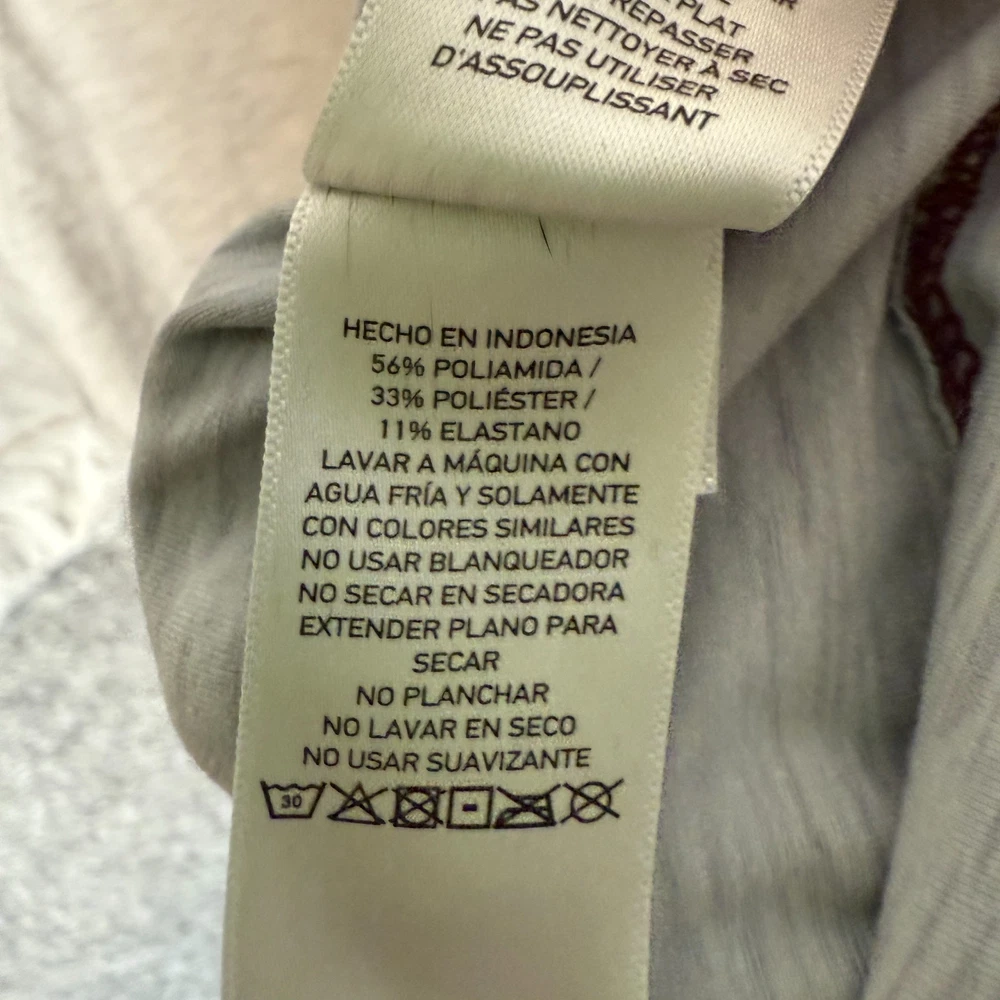 PLAT
REPASSER
PAS NETTOYER À SEC
NE PAS UTILISER
D'ASSOUPLISSANT
HECHO EN INDONESIA
56% POLIAMIDA /
33% POLIÉSTER /
11% ELASTANO
LAVAR A MÁQUINA CON
AGUA FRÍA Y SOLAMENTE
CON COLORES SIMILARES
NO USAR BLANQUEADOR
NO SECAR EN SECADORA
EXTENDER PLANO PARA
SECAR
NO PLANCHAR
NO LAVAR EN SECO
NO USAR SUAVIZANTE
30